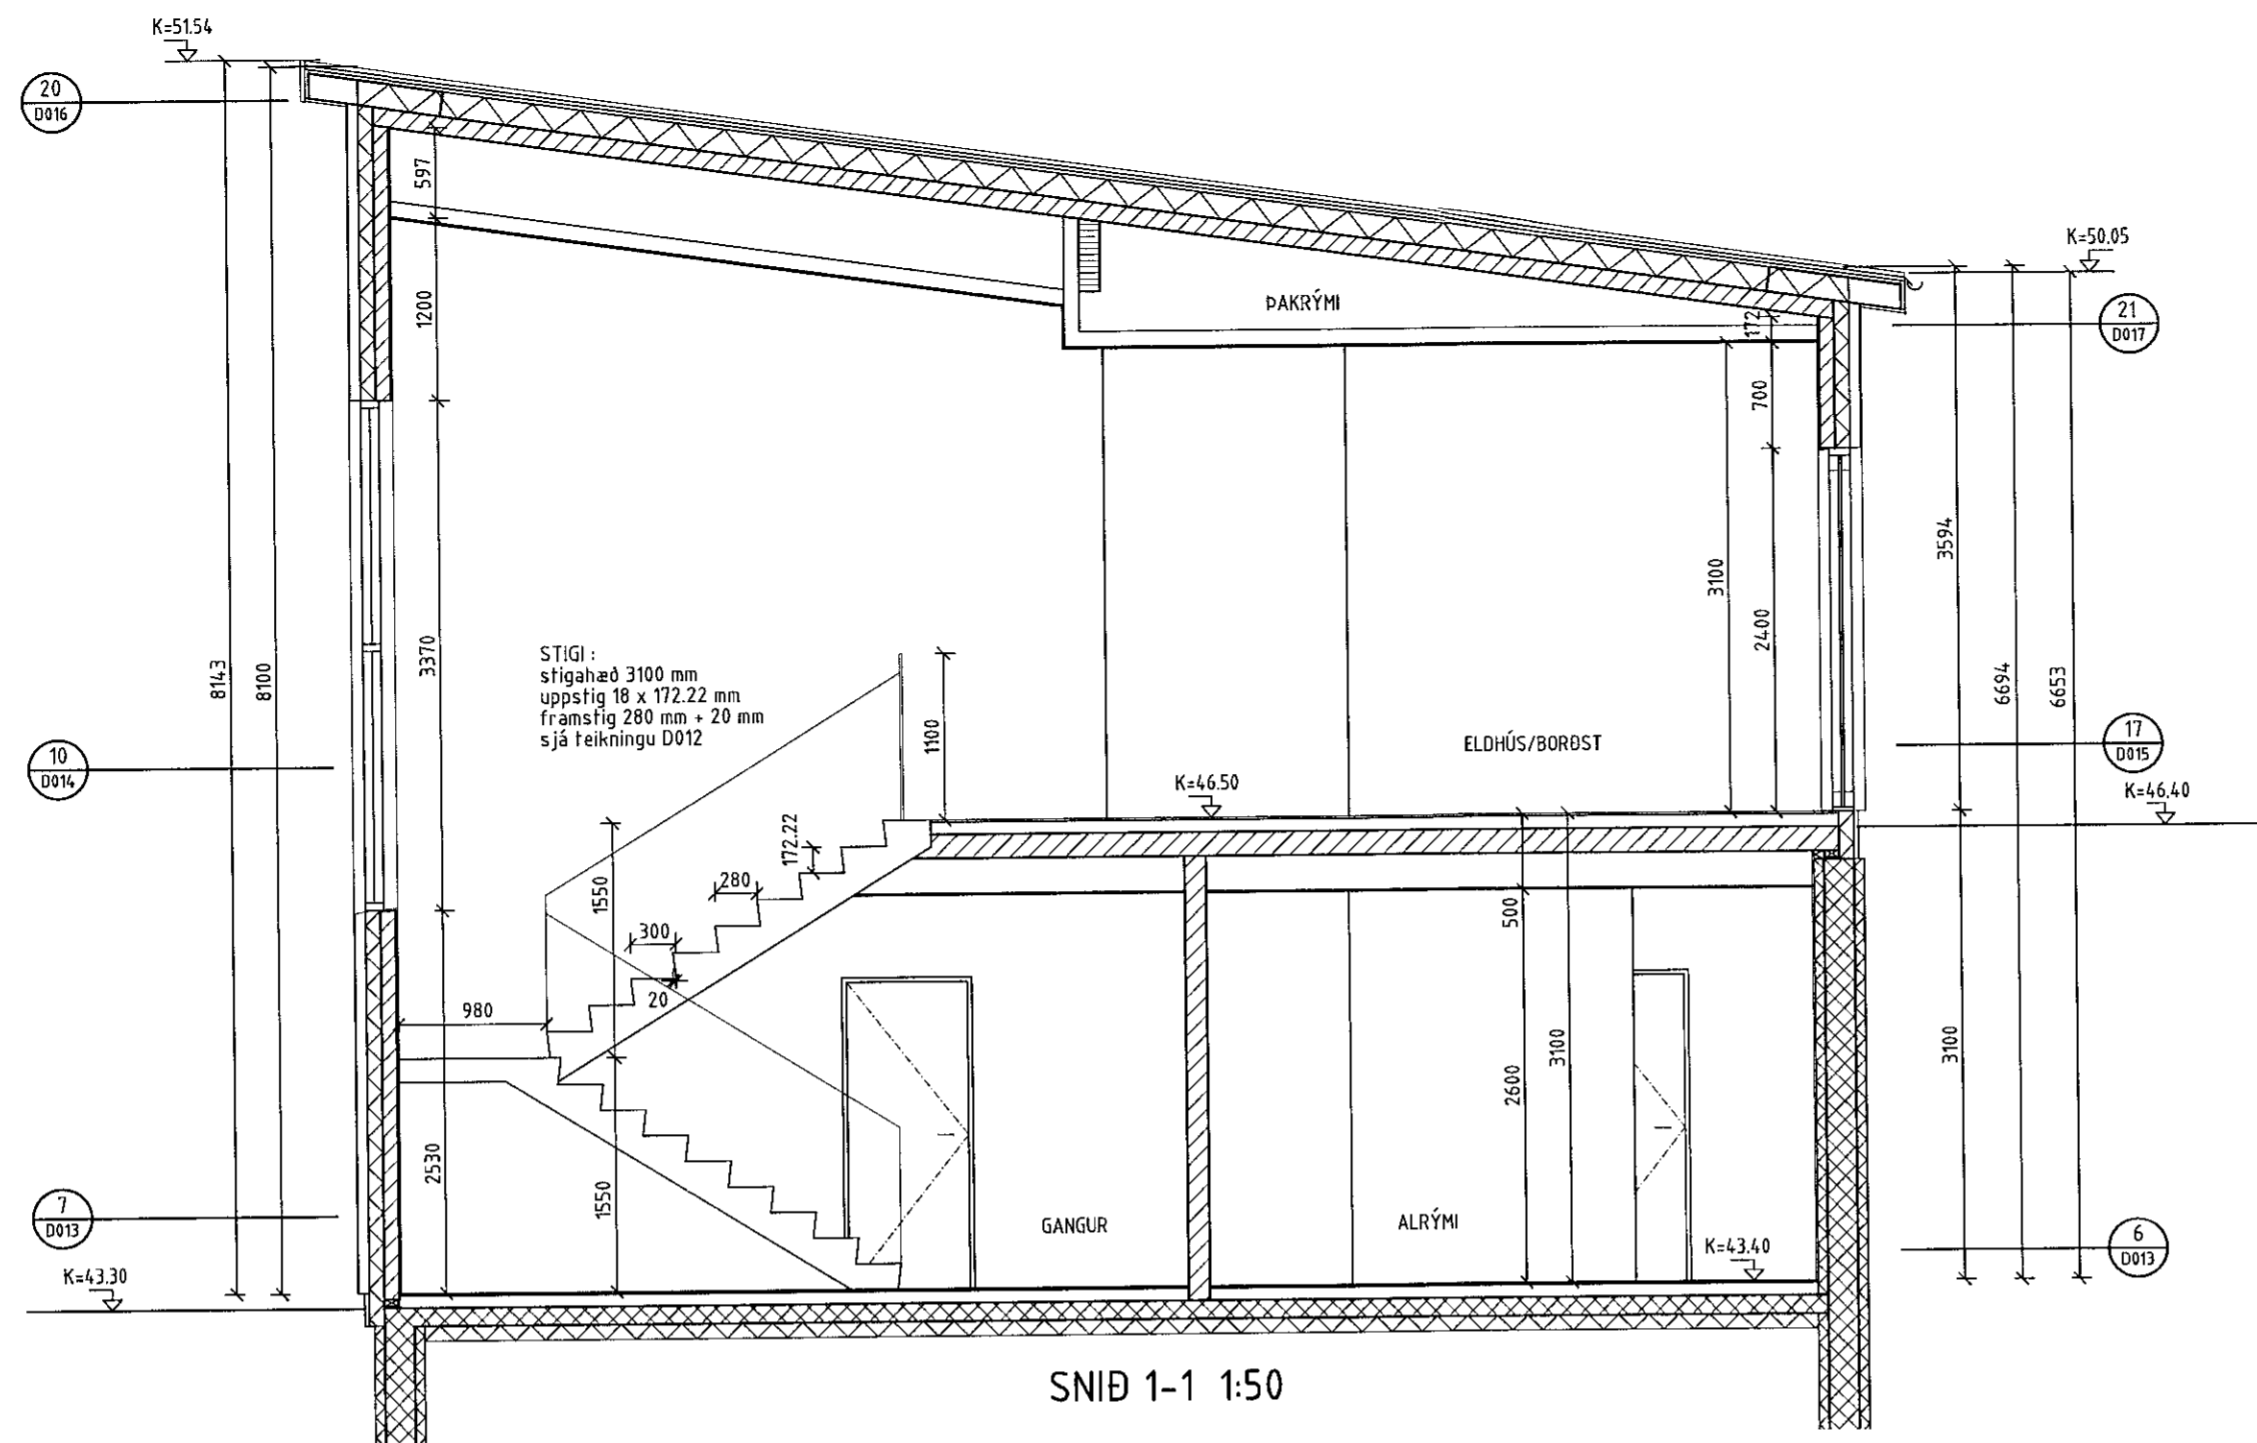 K=51.54
20
D016
597
K=50.05
ÞAKRÝMI
21
D017
172
1200
700
3594
3100
2400
3370
8143
8100
STIGI :
stigahæð 3100 mm
uppstig 18 x 172.22 mm
framstig 280 mm + 20 mm
sjá teikningu D012
1100
6694
6653
ELDHÚS/BORÐST
17
D015
10
D014
K=46.50
K=46.40
172.22
280
1550
300
500
20
980
3100
3100
2600
2530
1550
7
D013
GANGUR
ALRÝMI
K=43.40
6
D013
K=43.30
SNIÐ 1-1 1:50